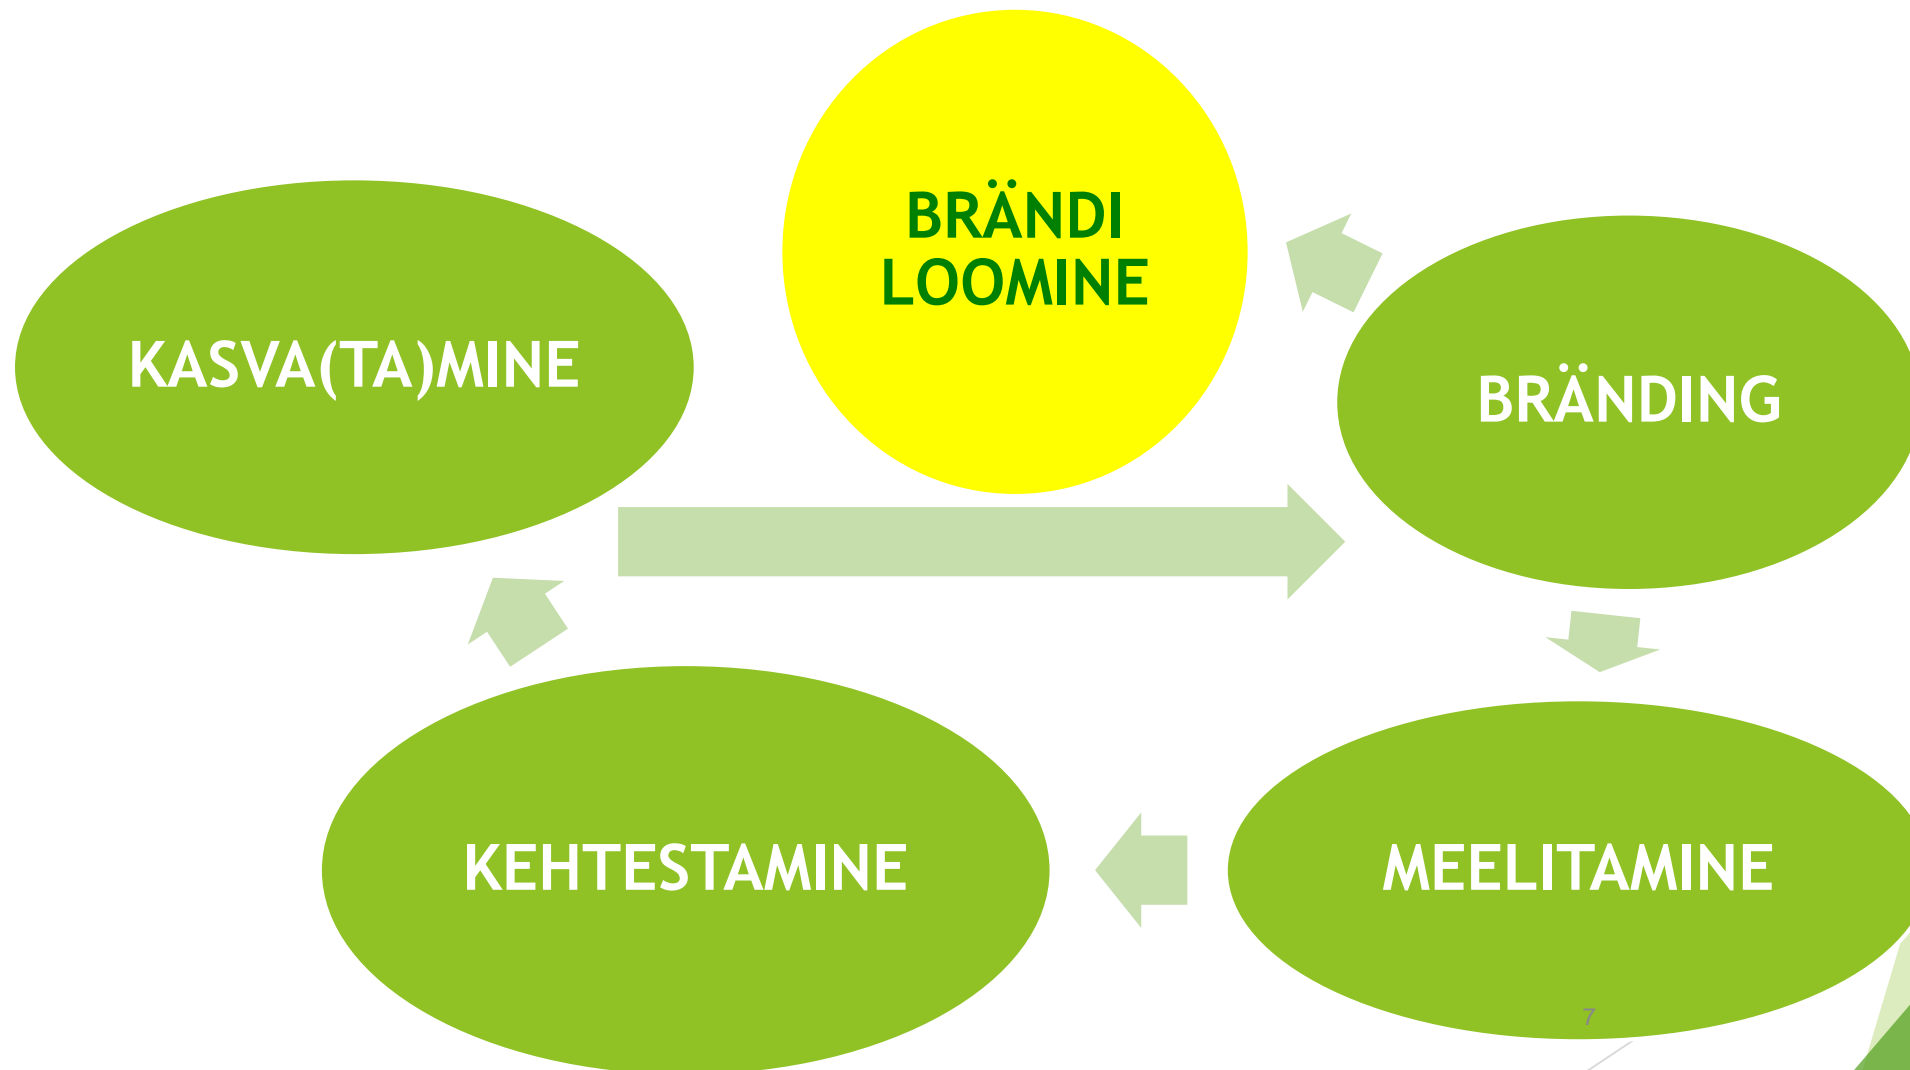 BRÄNDI
LOOMINE
KASVA(TA)MINE
BRÄNDING
KEHTESTAMINE
MEELITAMINE
7